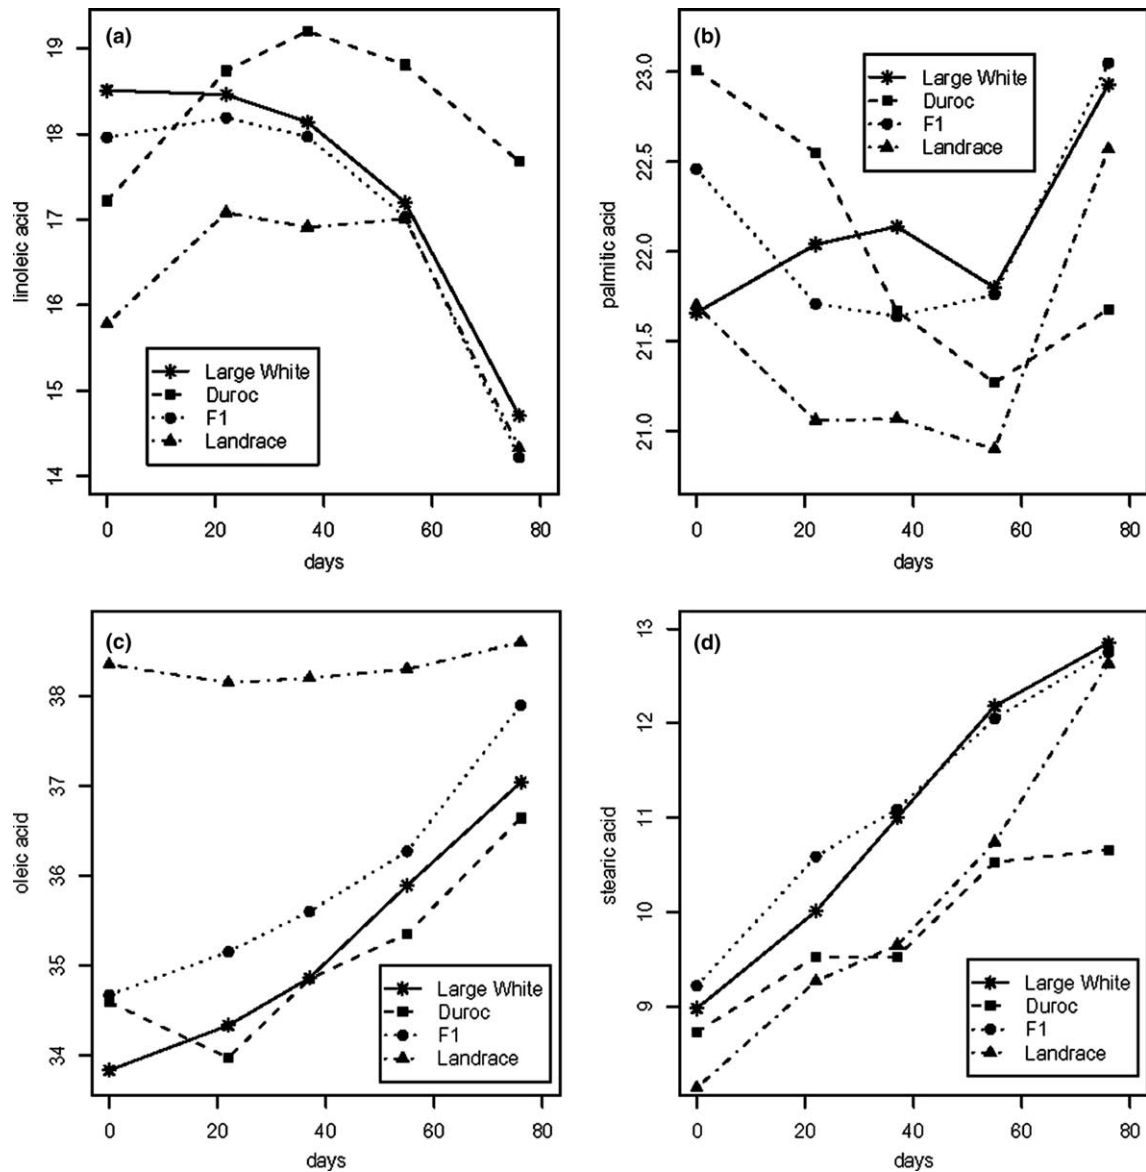 (a)
linoleic acid
19
18
17
16
15
14
Large White
Duroc
F1
Landrace
0 20 40 60 80
days
(b)
palmitic acid
23.0
22.5
22.0
21.5
21.0
Large White
Duroc
F1
Landrace
0 20 40 60 80
days
(c)
oleic acid
38
37
36
35
34
Large White
Duroc
F1
Landrace
0 20 40 60 80
days
(d)
stearic acid
13
12
11
10
9
Large White
Duroc
F1
Landrace
0 20 40 60 80
days